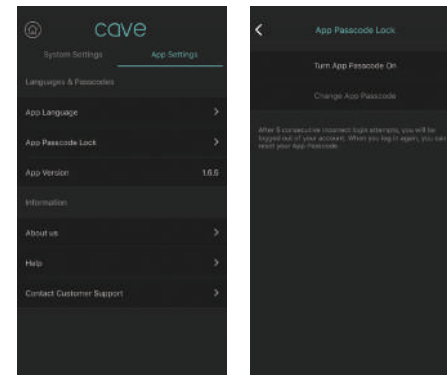 cave
System Settings
App Settings
Languages & Passcodes
App Language
App Passcode Lock
App Version
1.6.5
Information
About us
Help
Contact Customer Support
App Passcode Lock
Turn App Passcode On
Change App Passcode
After 5 consecutive incorrect login attempts, you will be
logged out of your account. When you log in again, you can
reset your App Passcode.